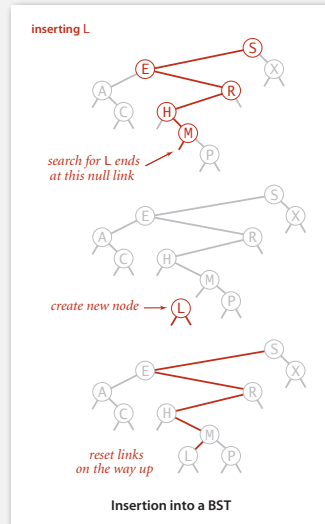 inserting L
S
E X
A R
C H
M
search for L ends
at this null link
P
S
E X
A R
C H
M
P
create new node
L
S
E X
A R
C H
M
L P
reset links
on the way up
Insertion into a BST